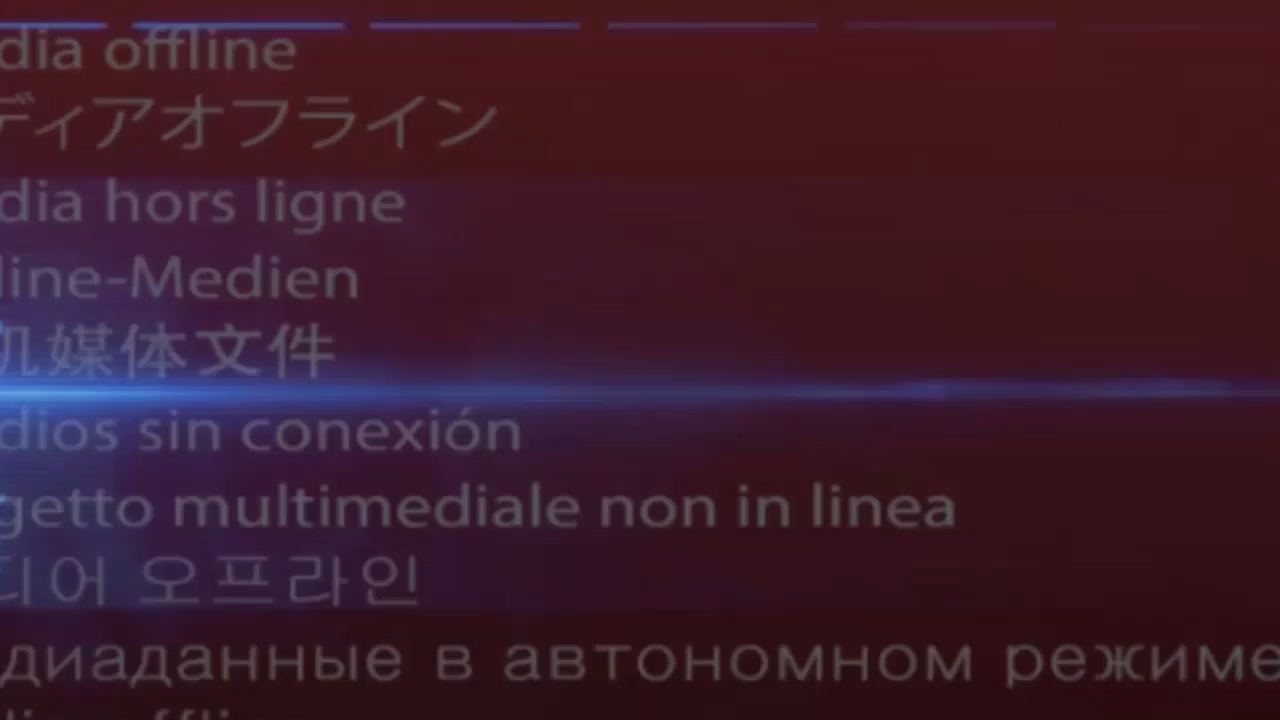 dia offline
ディアオフライン
dia hors ligne
line-Medien
机媒体文件
dios sin conexión
getto multimediale non in linea
디어 오프라인
диаданные в автономном режиме